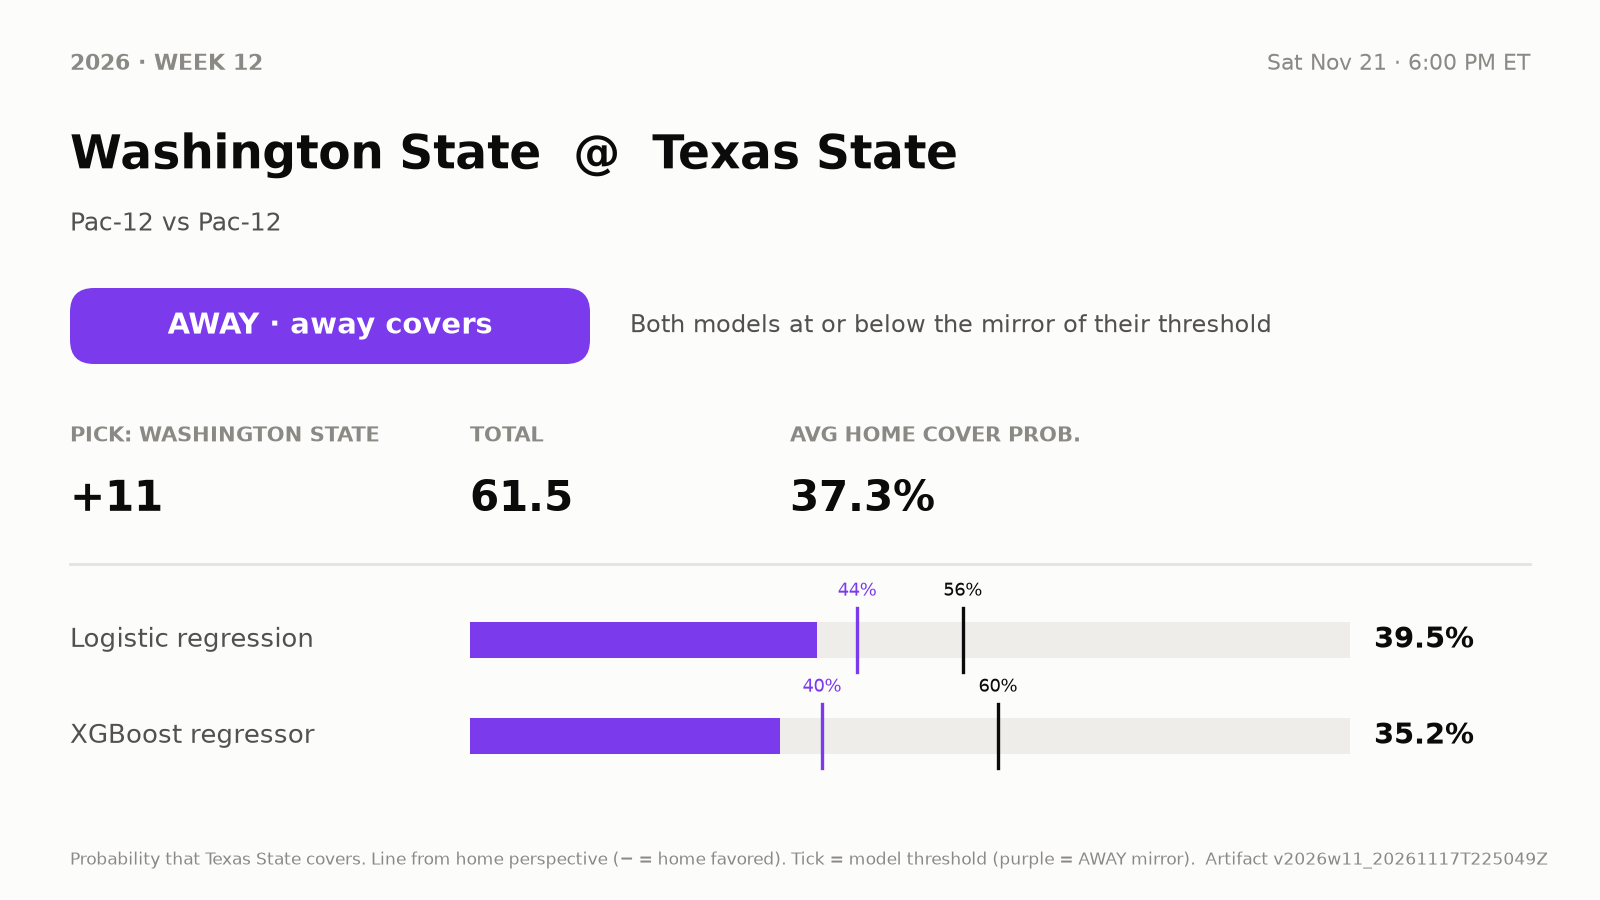 2026 · WEEK 12
Sat Nov 21 · 6:00 PM ET
Washington State @ Texas State
Pac-12 vs Pac-12
AWAY · away covers
Both models at or below the mirror of their threshold
PICK: WASHINGTON STATE
TOTAL
AVG HOME COVER PROB.
+11
61.5
37.3%
44%
56%
Logistic regression
39.5%
40%
60%
XGBoost regressor
35.2%
Probability that Texas State covers. Line from home perspective (− = home favored). Tick = model threshold (purple = AWAY mirror). Artifact v2026w11_20261117T225049Z